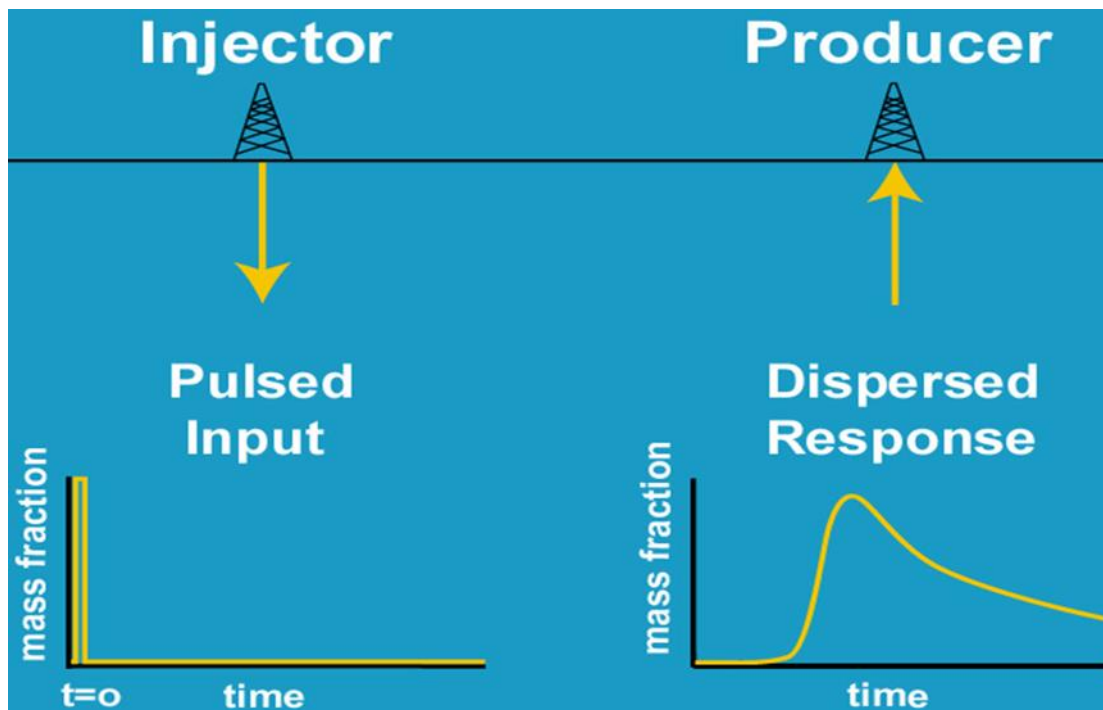 Injector
Producer
Pulsed
Input
Dispersed
Response
mass fraction
t=o
time
mass fraction
time